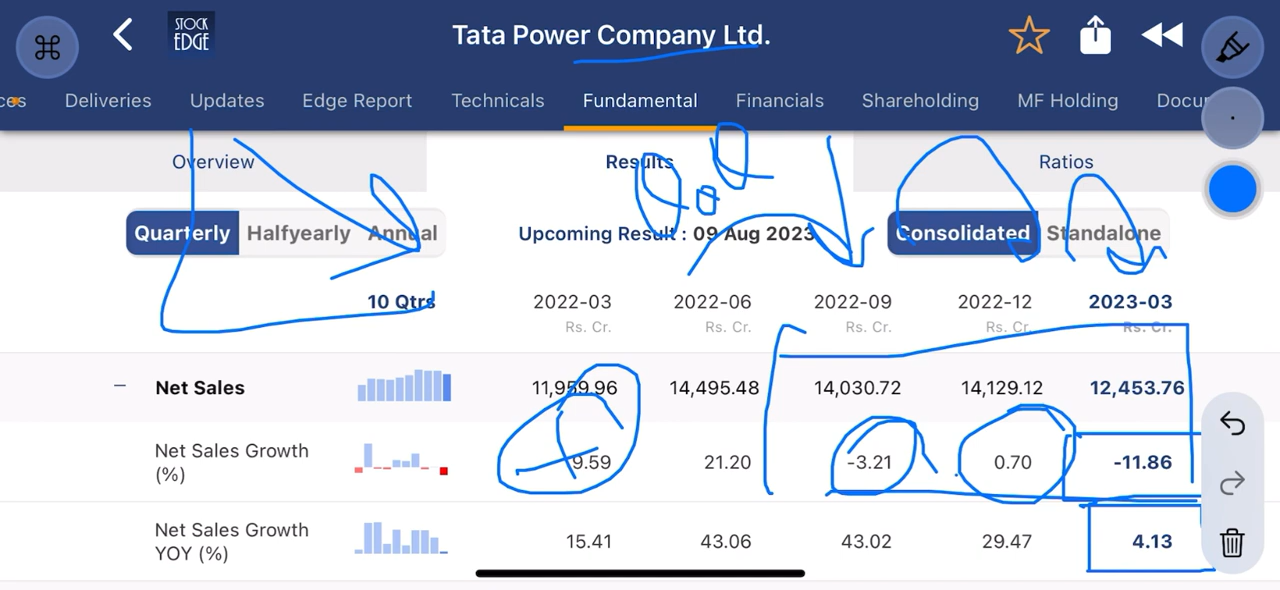 STOCK
EDGE
Tata Power Company Ltd.
Deliveries Updates Edge Report Technicals Fundamental Financials Shareholding MF Holding
Overview Results Ratios
QoQ
Quarterly Halfyearly Annual Upcoming Result : 09 Aug 2023 Consolidated Standalone
10 Qtrs 2022-03 2022-06 2022-09 2022-12 2023-03
Rs. Cr. Rs. Cr. Rs. Cr. Rs. Cr. Rs. Cr.
Net Sales 11,959.96 14,495.48 14,030.72 14,129.12 12,453.76
Net Sales Growth
(%) 9.59 21.20 -3.21 0.70 -11.86
Net Sales Growth
YOY (%) 15.41 43.06 43.02 29.47 4.13